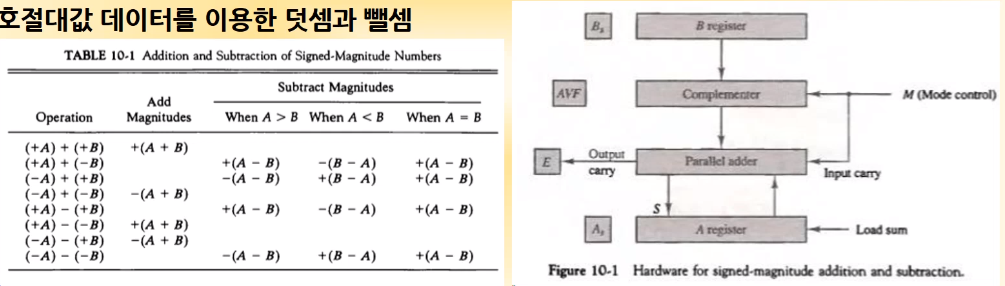 호절대값 데이터를 이용한 덧셈과 뺄셈
TABLE 10-1 Addition and Subtraction of Signed-Magnitude Numbers
Subtract Magnitudes
Operation Add Magnitudes When A > B When A < B When A = B
(+A) + (+B) +(A + B)
(+A) + (−B) +(A − B) −(B − A) +(A − B)
(−A) + (+B) −(A − B) +(B − A) +(A − B)
(−A) + (−B) −(A + B)
(+A) − (+B) +(A − B) −(B − A) +(A − B)
(+A) − (−B) +(A + B)
(−A) − (+B) −(A + B)
(−A) − (−B) −(A − B) +(B − A) +(A − B)
Bs B register
AVF Complementer M (Mode control)
E Output carry Parallel adder Input carry
S
As A register Load sum
Figure 10-1 Hardware for signed-magnitude addition and subtraction.